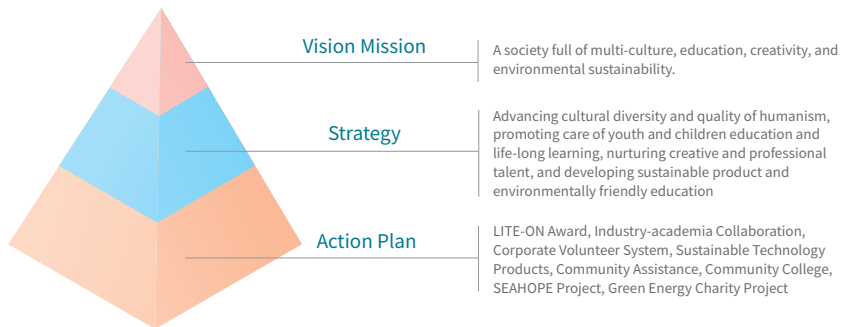 Vision Mission
A society full of multi-culture, education, creativity, and
environmental sustainability.
Strategy
Advancing cultural diversity and quality of humanism,
promoting care of youth and children education and
life-long learning, nurturing creative and professional
talent, and developing sustainable product and
environmentally friendly education
Action Plan
LITE-ON Award, Industry-academia Collaboration,
Corporate Volunteer System, Sustainable Technology
Products, Community Assistance, Community College,
SEAHOPE Project, Green Energy Charity Project